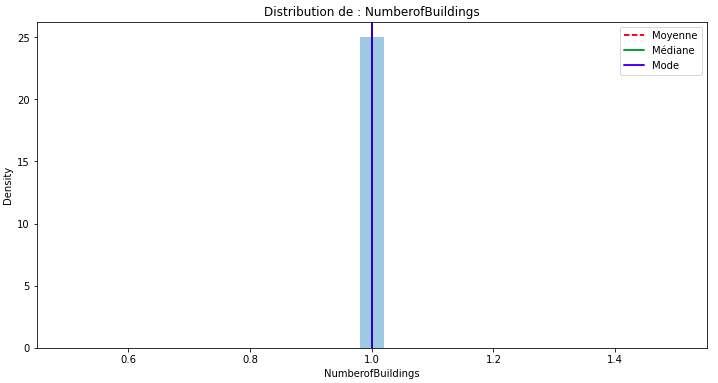 Distribution de : NumberofBuildings
Moyenne
Médiane
Mode
Density
25
20
15
10
5
0
0.6 0.8 1.0 1.2 1.4
NumberofBuildings